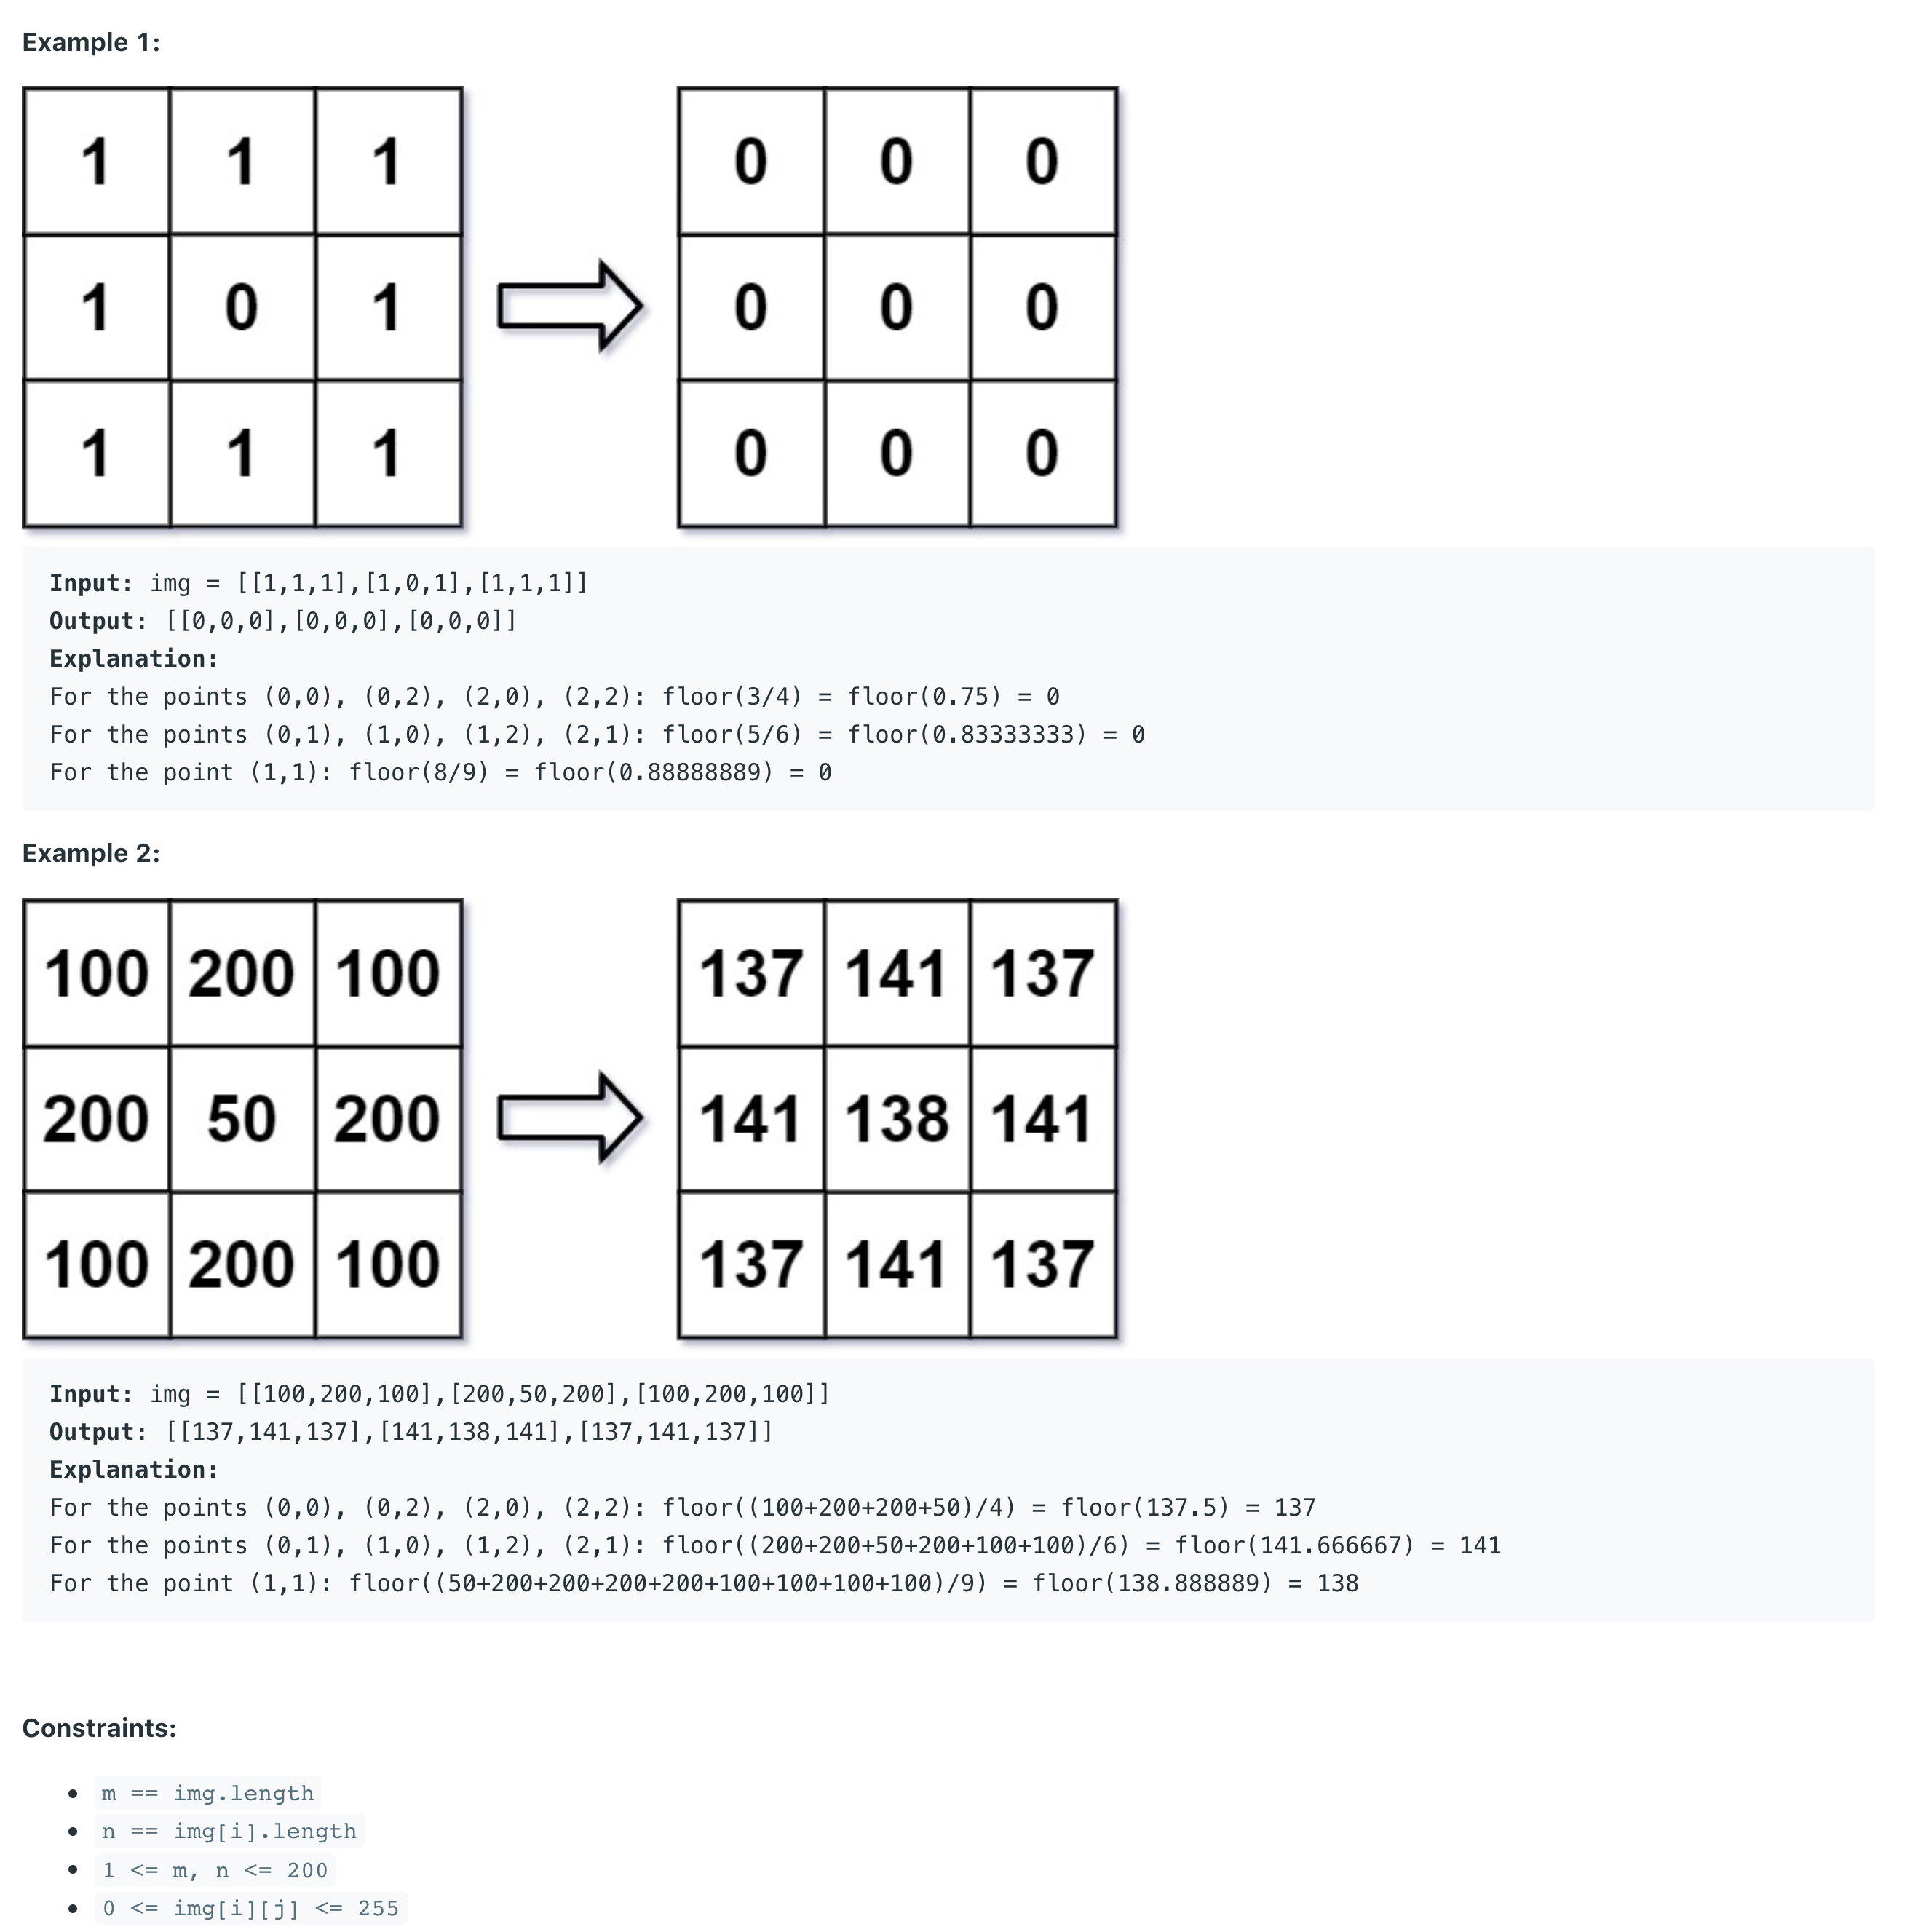 Example 1:
1 1 1 0 0 0
1 0 1 0 0 0
1 1 1 0 0 0
Input: img = [[1,1,1],[1,0,1],[1,1,1]]
Output: [[0,0,0],[0,0,0],[0,0,0]]
Explanation:
For the points (0,0), (0,2), (2,0), (2,2): floor(3/4) = floor(0.75) = 0
For the points (0,1), (1,0), (1,2), (2,1): floor(5/6) = floor(0.83333333) = 0
For the point (1,1): floor(8/9) = floor(0.88888889) = 0
Example 2:
100 200 100 137 141 137
200 50 200 141 138 141
100 200 100 137 141 137
Input: img = [[100,200,100],[200,50,200],[100,200,100]]
Output: [[137,141,137],[141,138,141],[137,141,137]]
Explanation:
For the points (0,0), (0,2), (2,0), (2,2): floor((100+200+200+50)/4) = floor(137.5) = 137
For the points (0,1), (1,0), (1,2), (2,1): floor((200+200+50+200+100+100)/6) = floor(141.666667) = 141
For the point (1,1): floor((50+200+200+200+200+100+100+100+100)/9) = floor(138.888889) = 138
Constraints:
• m == img.length
• n == img[i].length
• 1 <= m, n <= 200
• 0 <= img[i][j] <= 255